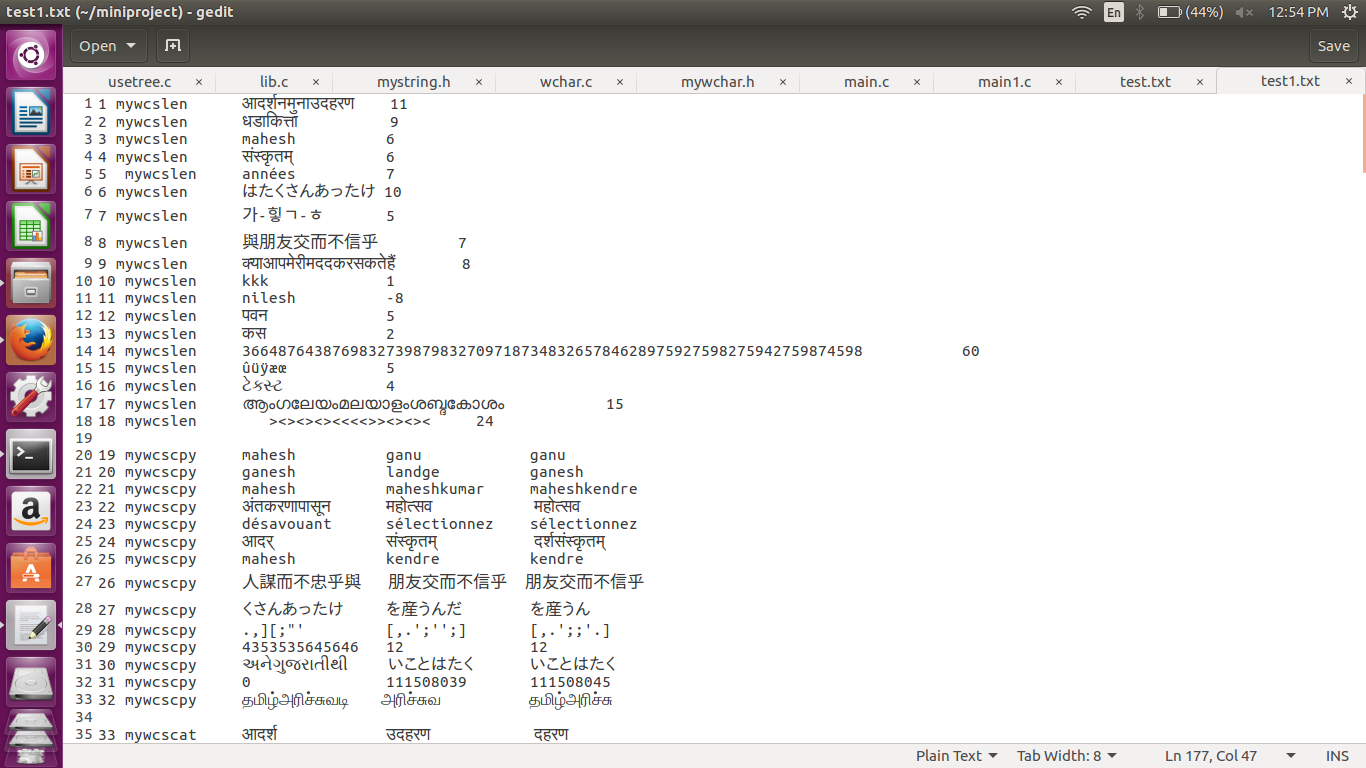 test1.txt (~/miniproject) - gedit En (44%) 12:54 PM
Open Save
usetree.c × lib.c × mystring.h × wchar.c × mywchar.h × main.c × main1.c × test.txt × test1.txt ×
1 1 mywcslen आदर्शनमुनाउदहरण 11
2 2 mywcslen धडाकित्ता 9
3 3 mywcslen mahesh 6
4 4 mywcslen संस्कृतम् 6
5 5 mywcslen années 7
6 6 mywcslen はたくさんあったけ 10
7 7 mywcslen 가-힣ㄱ-ㅎ 5
8 8 mywcslen 與朋友交而不信乎 7
9 9 mywcslen क्याआपमेरीमददकरसकतेहैं 8
10 10 mywcslen kkk 1
11 11 mywcslen nilesh -8
12 12 mywcslen पवन 5
13 13 mywcslen कस 2
14 14 mywcslen 366487643876983273987983270971873483265784628975927598275942759874598 60
15 15 mywcslen ûüÿæœ 5
16 16 mywcslen ટેક્સ્ટ 4
17 17 mywcslen ആംഗലേയംമലയാളംശബ്ദകോശം 15
18 18 mywcslen ><><><><<<<>><><>< 24
19
20 19 mywcscpy mahesh ganu ganu
21 20 mywcscpy ganesh landge ganesh
22 21 mywcscpy mahesh maheshkumar maheshkendre
23 22 mywcscpy अंतकरणापासून महोत्सव महोत्सव
24 23 mywcscpy désavouant sélectionnez sélectionnez
25 24 mywcscpy आदर् संस्कृतम् दर्शसंस्कृतम्
26 25 mywcscpy mahesh kendre kendre
27 26 mywcscpy 人謀而不忠乎與 朋友交而不信乎 朋友交而不信乎
28 27 mywcscpy くさんあったけ を産うんだ を産うん
29 28 mywcscpy .,][;"' [,.';'';] [,.';;'.]
30 29 mywcscpy 4353535645646 12 12
31 30 mywcscpy અનેગુજરાતીથી いことはたく いことはたく
32 31 mywcscpy 0 111508039 111508045
33 32 mywcscpy தமிழ்அரிச்சுவடி அரிச்சுவ தமிழ்அரிச்சு
34
35 33 mywcscat आदर्श उदहरण दहरण
Plain Text Tab Width: 8 Ln 177, Col 47 INS